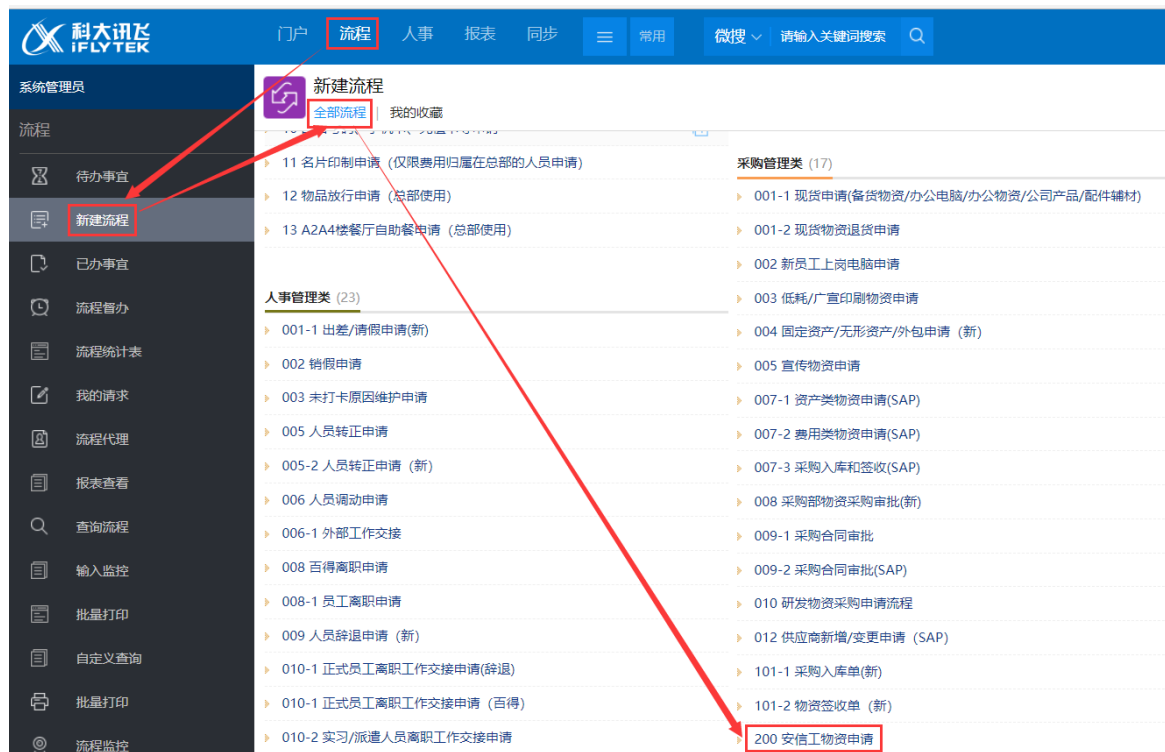 科大讯飞
iFLYTEK
门户 流程 人事 报表 同步 常用 微搜 请输入关键词搜索
系统管理员
流程
待办事宜
新建流程
已办事宜
流程督办
流程统计表
我的请求
流程代理
报表查看
查询流程
输入监控
批量打印
自定义查询
批量打印
流程监控
新建流程
全部流程 | 我的收藏
11 名片印制申请（仅限费用归属在总部的人员申请）
12 物品放行申请（总部使用）
13 A2A4楼餐厅自助餐申请（总部使用）
人事管理类 (23)
001-1 出差/请假申请(新)
002 销假申请
003 未打卡原因维护申请
005 人员转正申请
005-2 人员转正申请（新）
006 人员调动申请
006-1 外部工作交接
008 百得离职申请
008-1 员工离职申请
009 人员辞退申请（新）
010-1 正式员工离职工作交接申请(辞退)
010-1 正式员工离职工作交接申请（百得）
010-2 实习/派遣人员离职工作交接申请
采购管理类 (17)
001-1 现货申请(备货物资/办公电脑/办公物资/公司产品/配件辅材)
001-2 现货物资退货申请
002 新员工上岗电脑申请
003 低耗/广宣印刷物资申请
004 固定资产/无形资产/外包申请（新）
005 宣传物资申请
007-1 资产类物资申请(SAP)
007-2 费用类物资申请(SAP)
007-3 采购入库和签收(SAP)
008 采购部物资采购审批(新)
009-1 采购合同审批
009-2 采购合同审批(SAP)
010 研发物资采购申请流程
012 供应商新增/变更申请（SAP）
101-1 采购入库单(新)
101-2 物资签收单（新）
200 安信工物资申请